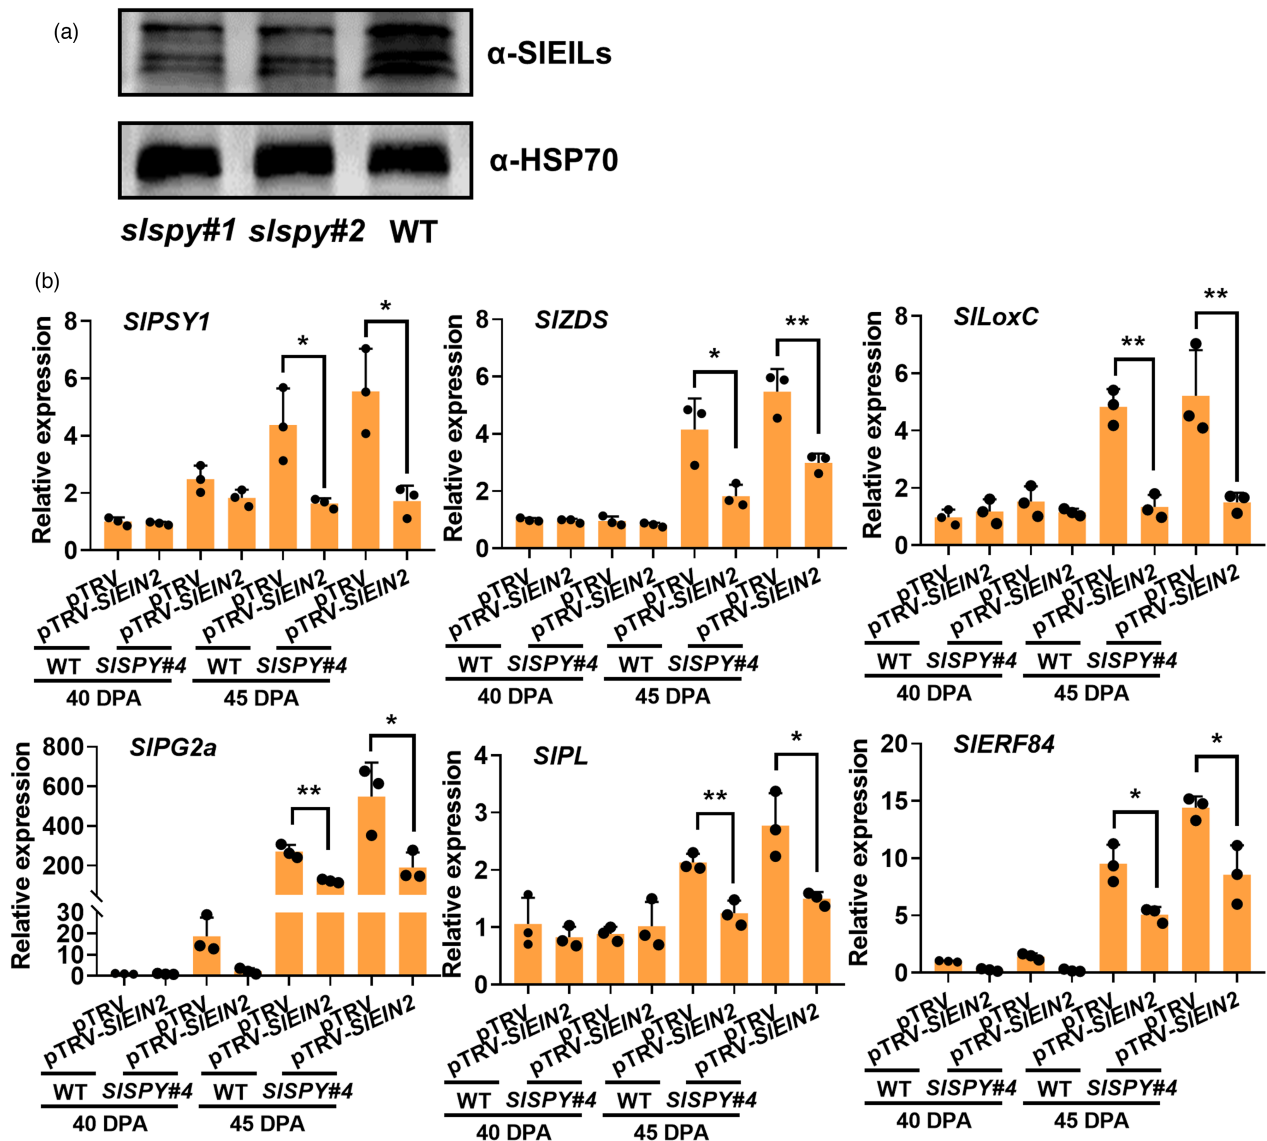 (a)
α-SlEILs
α-HSP70
slspy#1 slspy#2 WT
(b)
SlPSY1
Relative expression
8
6
4
2
0
*
*
pTRV
pTRV-SlEIN2
pTRV
pTRV-SlEIN2
pTRV
pTRV-SlEIN2
pTRV
pTRV-SlEIN2
WT SlSPY#4 WT SlSPY#4
40 DPA 45 DPA
SlZDS
Relative expression
8
6
4
2
0
*
**
pTRV
pTRV-SlEIN2
pTRV
pTRV-SlEIN2
pTRV
pTRV-SlEIN2
pTRV
pTRV-SlEIN2
WT SlSPY#4 WT SlSPY#4
40 DPA 45 DPA
SlLoxC
Relative expression
8
6
4
2
0
**
**
pTRV
pTRV-SlEIN2
pTRV
pTRV-SlEIN2
pTRV
pTRV-SlEIN2
pTRV
pTRV-SlEIN2
WT SlSPY#4 WT SlSPY#4
40 DPA 45 DPA
SlPG2a
Relative expression
800
600
400
200
30
20
10
0
**
*
pTRV
pTRV-SlEIN2
pTRV
pTRV-SlEIN2
pTRV
pTRV-SlEIN2
pTRV
pTRV-SlEIN2
WT SlSPY#4 WT SlSPY#4
40 DPA 45 DPA
SlPL
Relative expression
4
3
2
1
0
**
*
pTRV
pTRV-SlEIN2
pTRV
pTRV-SlEIN2
pTRV
pTRV-SlEIN2
pTRV
pTRV-SlEIN2
WT SlSPY#4 WT SlSPY#4
40 DPA 45 DPA
SlERF84
Relative expression
20
15
10
5
0
*
*
pTRV
pTRV-SlEIN2
pTRV
pTRV-SlEIN2
pTRV
pTRV-SlEIN2
pTRV
pTRV-SlEIN2
WT SlSPY#4 WT SlSPY#4
40 DPA 45 DPA